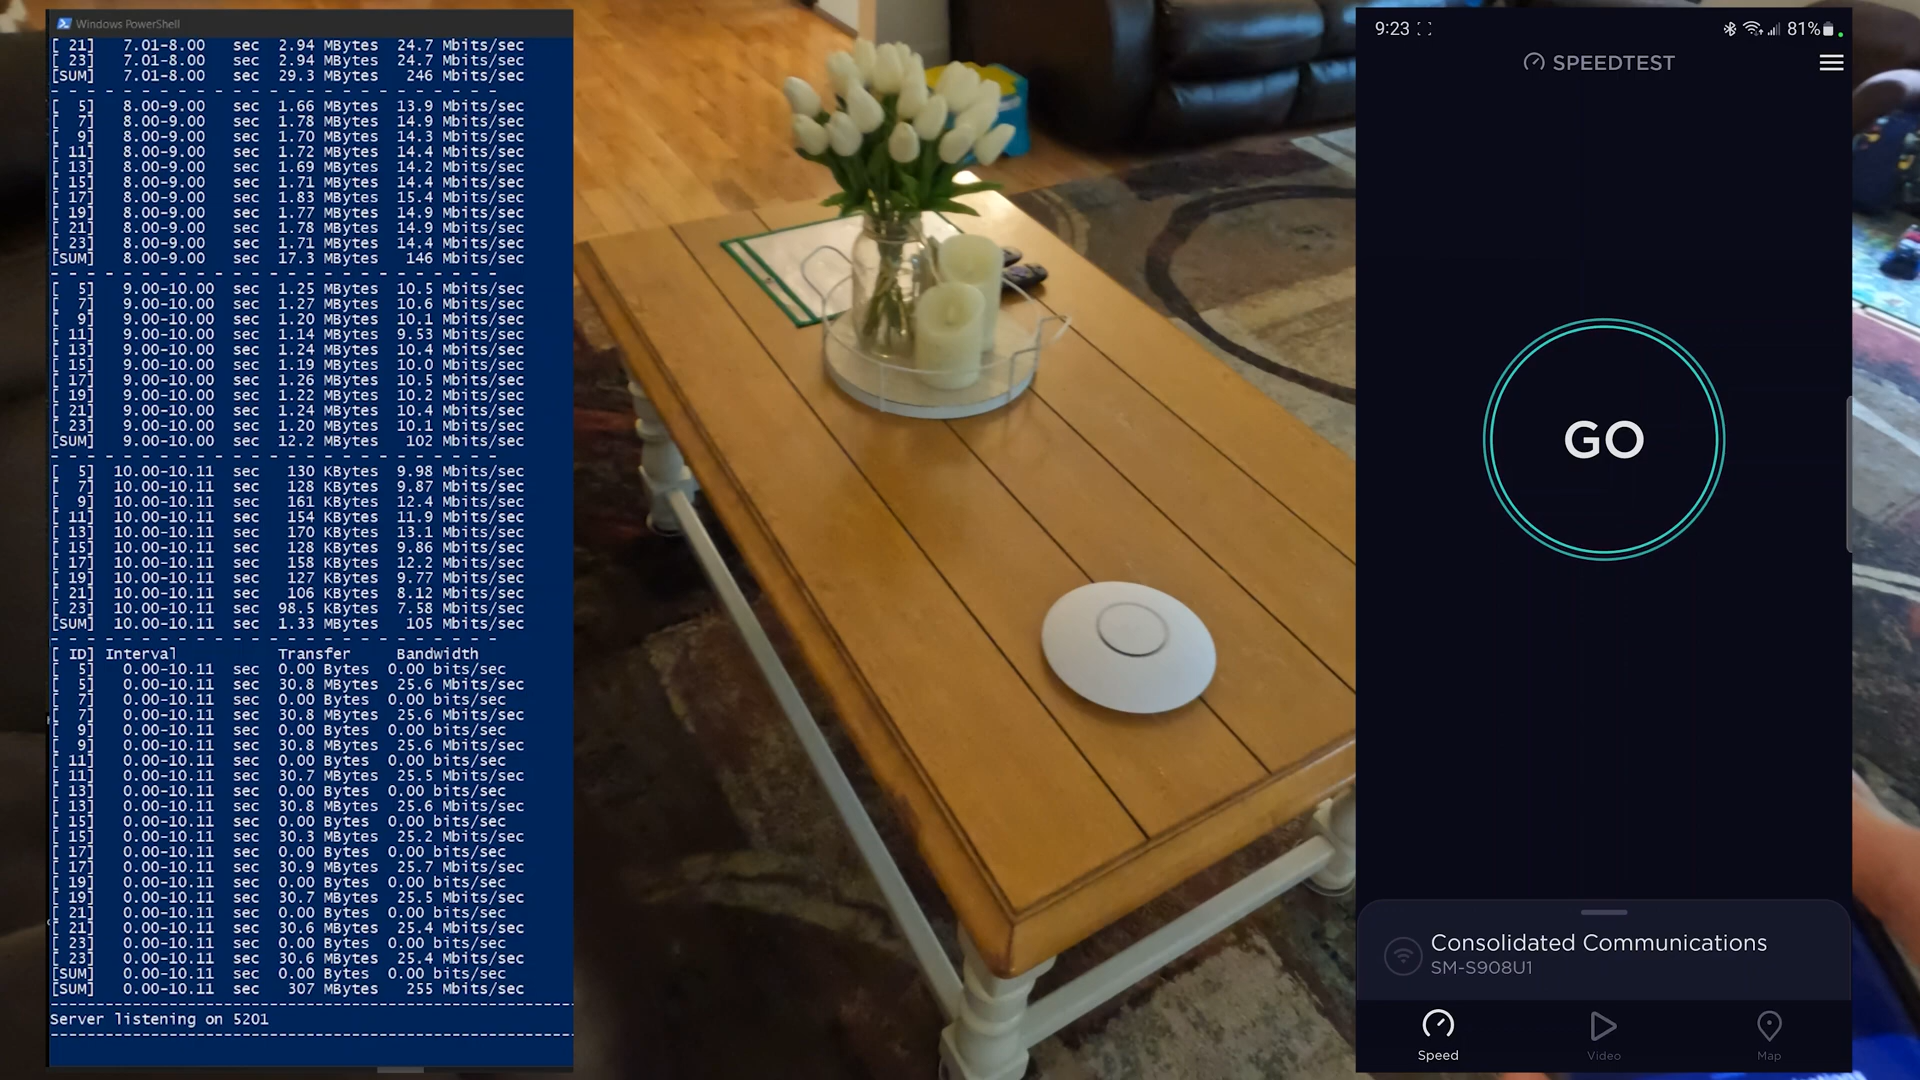 Windows PowerShell
[ 21] 7.01-8.00 sec 2.94 MBytes 24.7 Mbits/sec
[ 23] 7.01-8.00 sec 2.94 MBytes 24.7 Mbits/sec
[SUM] 7.01-8.00 sec 29.3 MBytes 246 Mbits/sec
- - - - - - - - - - - - - - - - - - - - - - - - -
[ 5] 8.00-9.00 sec 1.66 MBytes 13.9 Mbits/sec
[ 7] 8.00-9.00 sec 1.78 MBytes 14.9 Mbits/sec
[ 9] 8.00-9.00 sec 1.70 MBytes 14.3 Mbits/sec
[ 11] 8.00-9.00 sec 1.72 MBytes 14.4 Mbits/sec
[ 13] 8.00-9.00 sec 1.69 MBytes 14.2 Mbits/sec
[ 15] 8.00-9.00 sec 1.71 MBytes 14.4 Mbits/sec
[ 17] 8.00-9.00 sec 1.83 MBytes 15.4 Mbits/sec
[ 19] 8.00-9.00 sec 1.77 MBytes 14.9 Mbits/sec
[ 21] 8.00-9.00 sec 1.78 MBytes 14.9 Mbits/sec
[ 23] 8.00-9.00 sec 1.71 MBytes 14.4 Mbits/sec
[SUM] 8.00-9.00 sec 17.3 MBytes 146 Mbits/sec
- - - - - - - - - - - - - - - - - - - - - - - - -
[ 5] 9.00-10.00 sec 1.25 MBytes 10.5 Mbits/sec
[ 7] 9.00-10.00 sec 1.27 MBytes 10.6 Mbits/sec
[ 9] 9.00-10.00 sec 1.20 MBytes 10.1 Mbits/sec
[ 11] 9.00-10.00 sec 1.14 MBytes 9.53 Mbits/sec
[ 13] 9.00-10.00 sec 1.24 MBytes 10.4 Mbits/sec
[ 15] 9.00-10.00 sec 1.19 MBytes 10.0 Mbits/sec
[ 17] 9.00-10.00 sec 1.26 MBytes 10.5 Mbits/sec
[ 19] 9.00-10.00 sec 1.22 MBytes 10.2 Mbits/sec
[ 21] 9.00-10.00 sec 1.24 MBytes 10.4 Mbits/sec
[ 23] 9.00-10.00 sec 1.20 MBytes 10.1 Mbits/sec
[SUM] 9.00-10.00 sec 12.2 MBytes 102 Mbits/sec
- - - - - - - - - - - - - - - - - - - - - - - - -
[ 5] 10.00-10.11 sec 130 KBytes 9.98 Mbits/sec
[ 7] 10.00-10.11 sec 128 KBytes 9.87 Mbits/sec
[ 9] 10.00-10.11 sec 161 KBytes 12.4 Mbits/sec
[ 11] 10.00-10.11 sec 154 KBytes 11.9 Mbits/sec
[ 13] 10.00-10.11 sec 170 KBytes 13.1 Mbits/sec
[ 15] 10.00-10.11 sec 128 KBytes 9.86 Mbits/sec
[ 17] 10.00-10.11 sec 158 KBytes 12.2 Mbits/sec
[ 19] 10.00-10.11 sec 127 KBytes 9.77 Mbits/sec
[ 21] 10.00-10.11 sec 106 KBytes 8.12 Mbits/sec
[ 23] 10.00-10.11 sec 98.5 KBytes 7.58 Mbits/sec
[SUM] 10.00-10.11 sec 1.33 MBytes 105 Mbits/sec
- - - - - - - - - - - - - - - - - - - - - - - - -
[ ID] Interval Transfer Bandwidth
[ 5] 0.00-10.11 sec 0.00 Bytes 0.00 bits/sec
[ 5] 0.00-10.11 sec 30.8 MBytes 25.6 Mbits/sec
[ 7] 0.00-10.11 sec 0.00 Bytes 0.00 bits/sec
[ 7] 0.00-10.11 sec 30.8 MBytes 25.6 Mbits/sec
[ 9] 0.00-10.11 sec 0.00 Bytes 0.00 bits/sec
[ 9] 0.00-10.11 sec 30.8 MBytes 25.6 Mbits/sec
[ 11] 0.00-10.11 sec 0.00 Bytes 0.00 bits/sec
[ 11] 0.00-10.11 sec 30.7 MBytes 25.5 Mbits/sec
[ 13] 0.00-10.11 sec 0.00 Bytes 0.00 bits/sec
[ 13] 0.00-10.11 sec 30.8 MBytes 25.6 Mbits/sec
[ 15] 0.00-10.11 sec 0.00 Bytes 0.00 bits/sec
[ 15] 0.00-10.11 sec 30.3 MBytes 25.2 Mbits/sec
[ 17] 0.00-10.11 sec 0.00 Bytes 0.00 bits/sec
[ 17] 0.00-10.11 sec 30.9 MBytes 25.7 Mbits/sec
[ 19] 0.00-10.11 sec 0.00 Bytes 0.00 bits/sec
[ 19] 0.00-10.11 sec 30.7 MBytes 25.5 Mbits/sec
[ 21] 0.00-10.11 sec 0.00 Bytes 0.00 bits/sec
[ 21] 0.00-10.11 sec 30.6 MBytes 25.4 Mbits/sec
[ 23] 0.00-10.11 sec 0.00 Bytes 0.00 bits/sec
[ 23] 0.00-10.11 sec 30.6 MBytes 25.4 Mbits/sec
[SUM] 0.00-10.11 sec 0.00 Bytes 0.00 bits/sec
[SUM] 0.00-10.11 sec 307 MBytes 255 Mbits/sec
-----------------------------------------------------------
Server listening on 5201
-----------------------------------------------------------
9:23
81%
SPEEDTEST
GO
Consolidated Communications
SM-S908U1
Speed
Video
Map